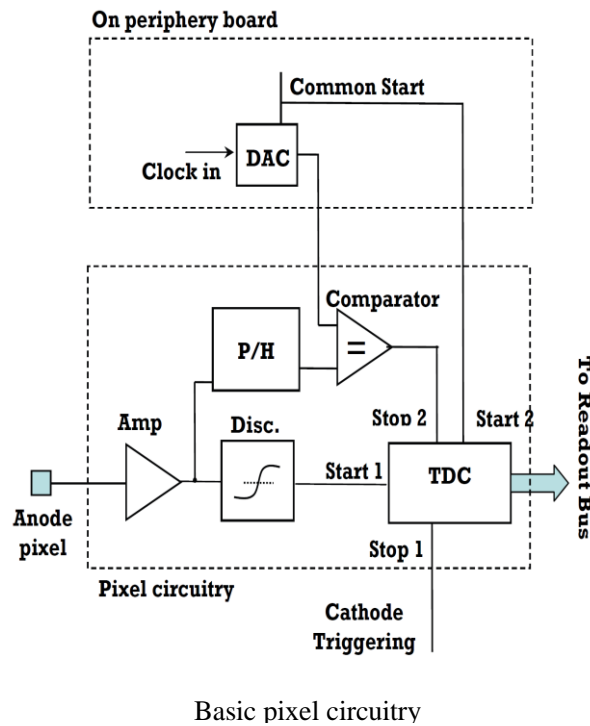 On periphery board
Common Start
DAC
Clock in
Comparator
P/H
=
Amp
Disc.
Stop 2
Start 2
Start 1
TDC
To Readout Bus
Anode
pixel
Stop 1
Pixel circuitry
Cathode
Triggering
Basic pixel circuitry